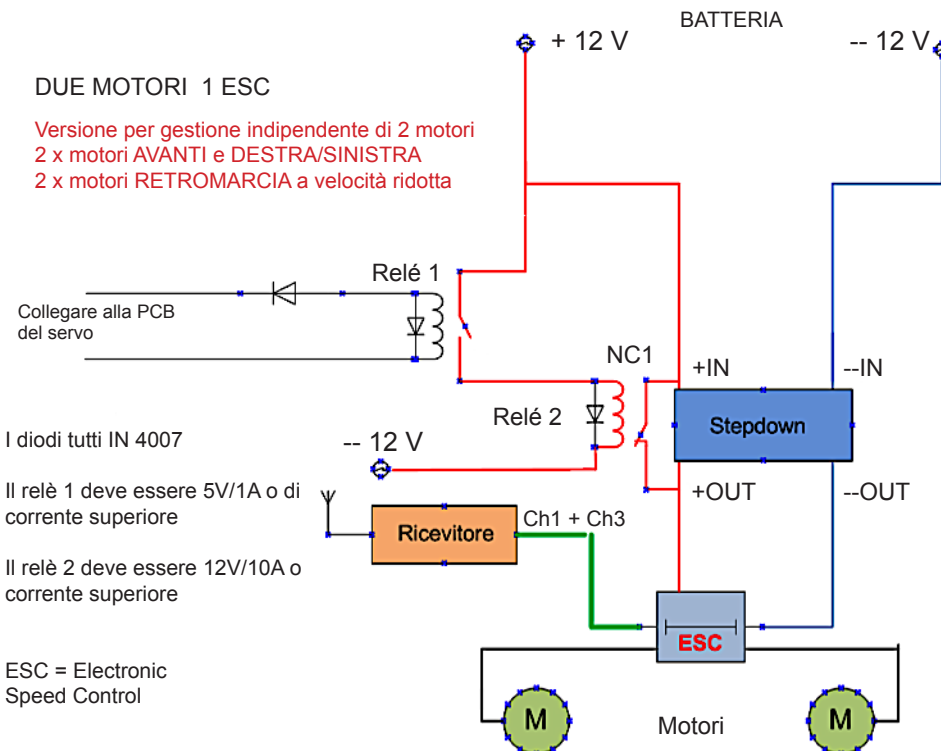 BATTERIA
+ 12 V
-- 12 V
DUE MOTORI 1 ESC
Versione per gestione indipendente di 2 motori
2 x motori AVANTI e DESTRA/SINISTRA
2 x motori RETROMARCIA a velocità ridotta
Relé 1
Collegare alla PCB
del servo
NC1
+IN
--IN
Relé 2
Stepdown
I diodi tutti IN 4007
-- 12 V
+OUT
--OUT
Il relè 1 deve essere 5V/1A o di
corrente superiore
Ricevitore
Ch1 + Ch3
Il relè 2 deve essere 12V/10A o
corrente superiore
ESC
ESC = Electronic
Speed Control
M
Motori
M